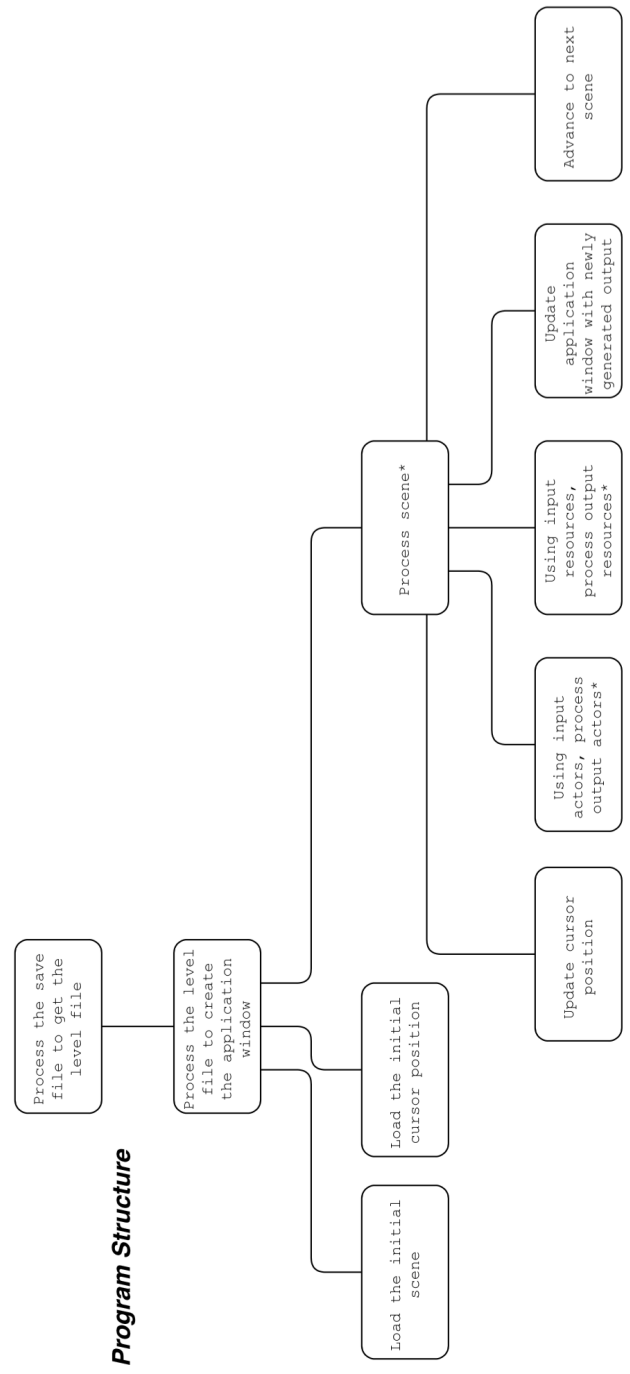 Program Structure
Process the save
file to get the
level file
Process the level
file to create
the application
window
Load the initial
scene
Load the initial
cursor position
Process scene*
Update cursor
position
Using input
actors, process
output actors*
Using input
resources,
process output
resources*
Update
application
window with newly
generated output
Advance to next
scene